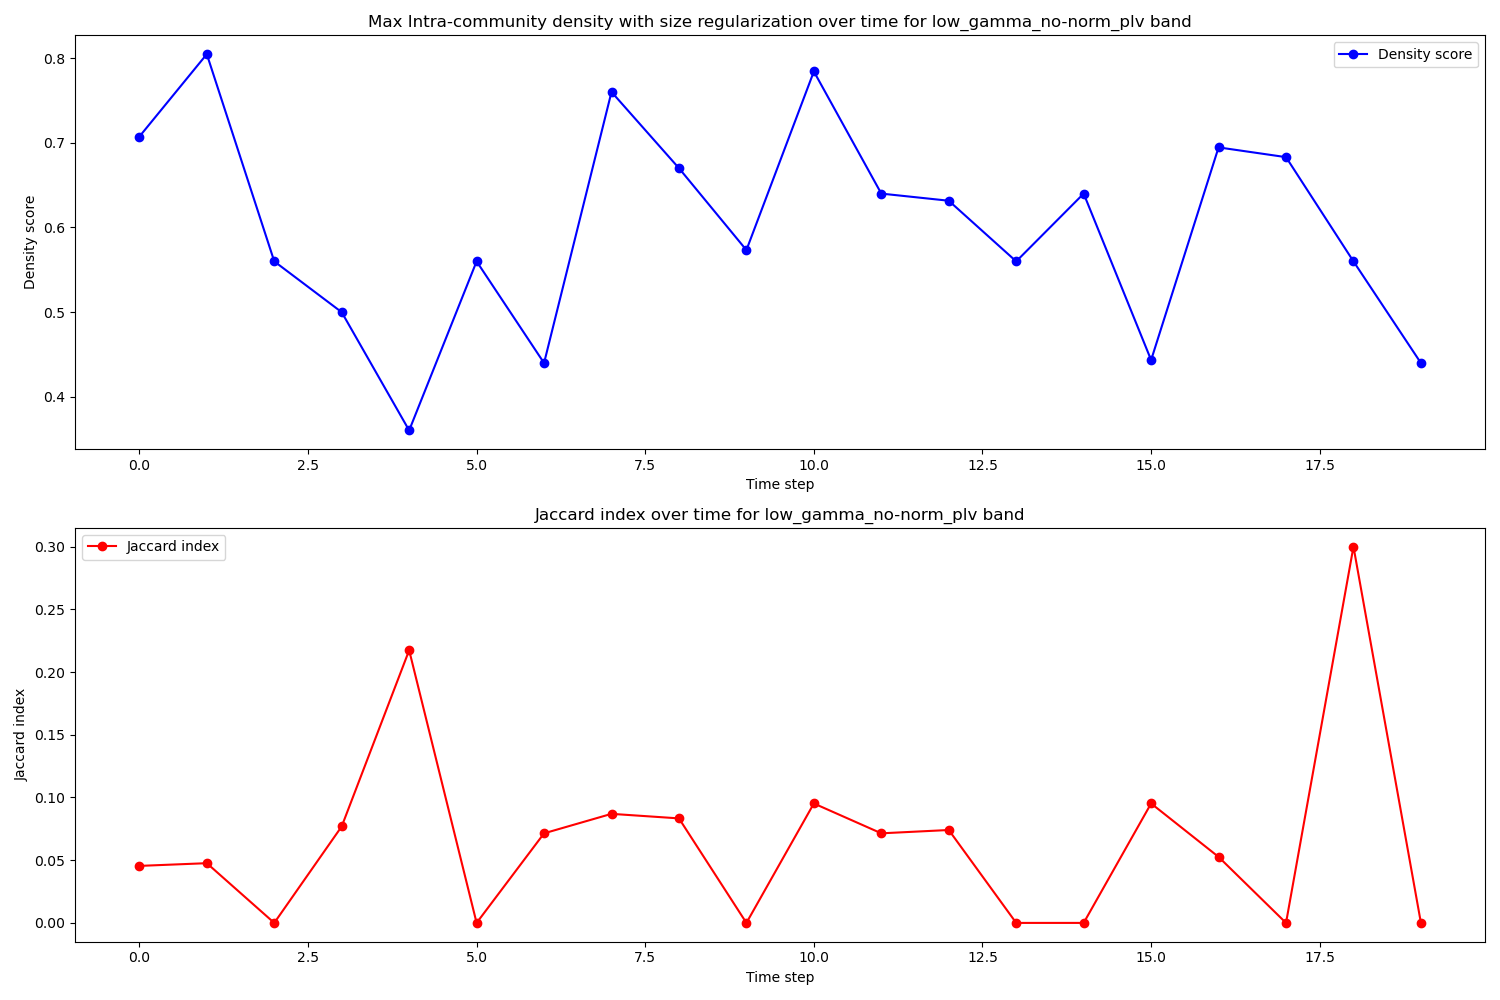 Max Intra-community density with size regularization over time for low_gamma_no-norm_plv band
Density score
0.8
0.7
0.6
0.5
0.4
Density score
0.0 2.5 5.0 7.5 10.0 12.5 15.0 17.5
Time step
Jaccard index over time for low_gamma_no-norm_plv band
Jaccard index
0.30
0.25
0.20
0.15
0.10
0.05
0.00
Jaccard index
0.0 2.5 5.0 7.5 10.0 12.5 15.0 17.5
Time step